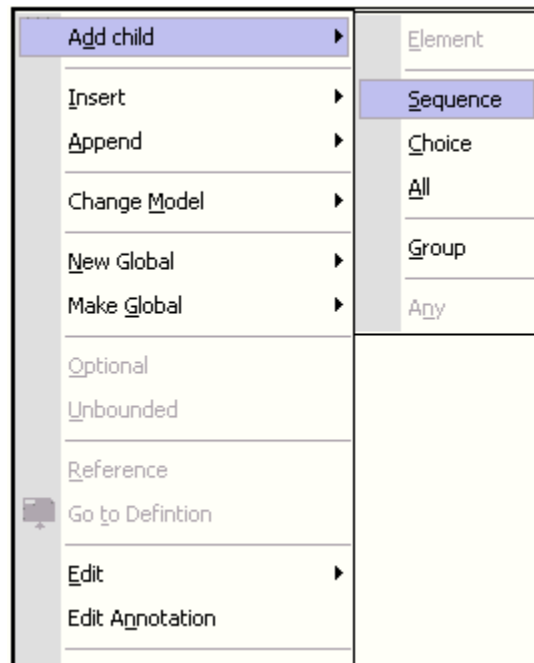 Add child
Insert
Append
Change Model
New Global
Make Global
Optional
Unbounded
Reference
Go to Defintion
Edit
Edit Annotation
Element
Sequence
Choice
All
Group
Any